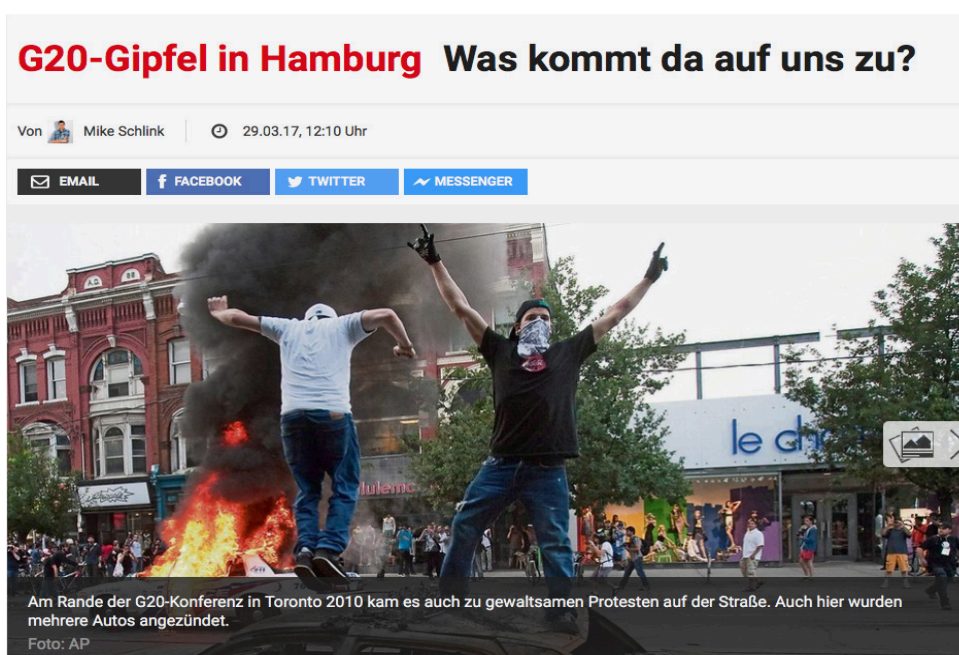 G20-Gipfel in Hamburg Was kommt da auf uns zu?
Von Mike Schlink 29.03.17, 12:10 Uhr
EMAIL FACEBOOK TWITTER MESSENGER
le ch
lulem
Am Rande der G20-Konferenz in Toronto 2010 kam es auch zu gewaltsamen Protesten auf der Straße. Auch hier wurden
mehrere Autos angezündet.
Foto: AP